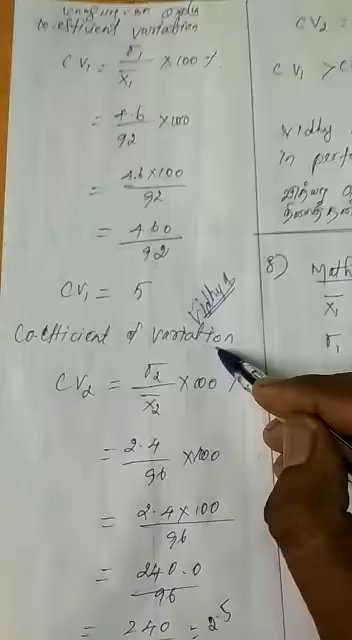 Co-efficient variation
CV₁ = σ₁/x̄₁ × 100 %
= 4.6/92 × 100
= 4.6 × 100/92
= 460/92
CV₁ = 5
Vidhya
Co-efficient of variation
CV₂ = σ₂/x̄₂ × 100 %
= 2.4/96 × 100
= 2.4 × 100/96
= 240.0/96
= 240 = 2.5
CV₂ =
CV₁ >
Vidhy
in perf
8) Math
x̄₁
σ₁